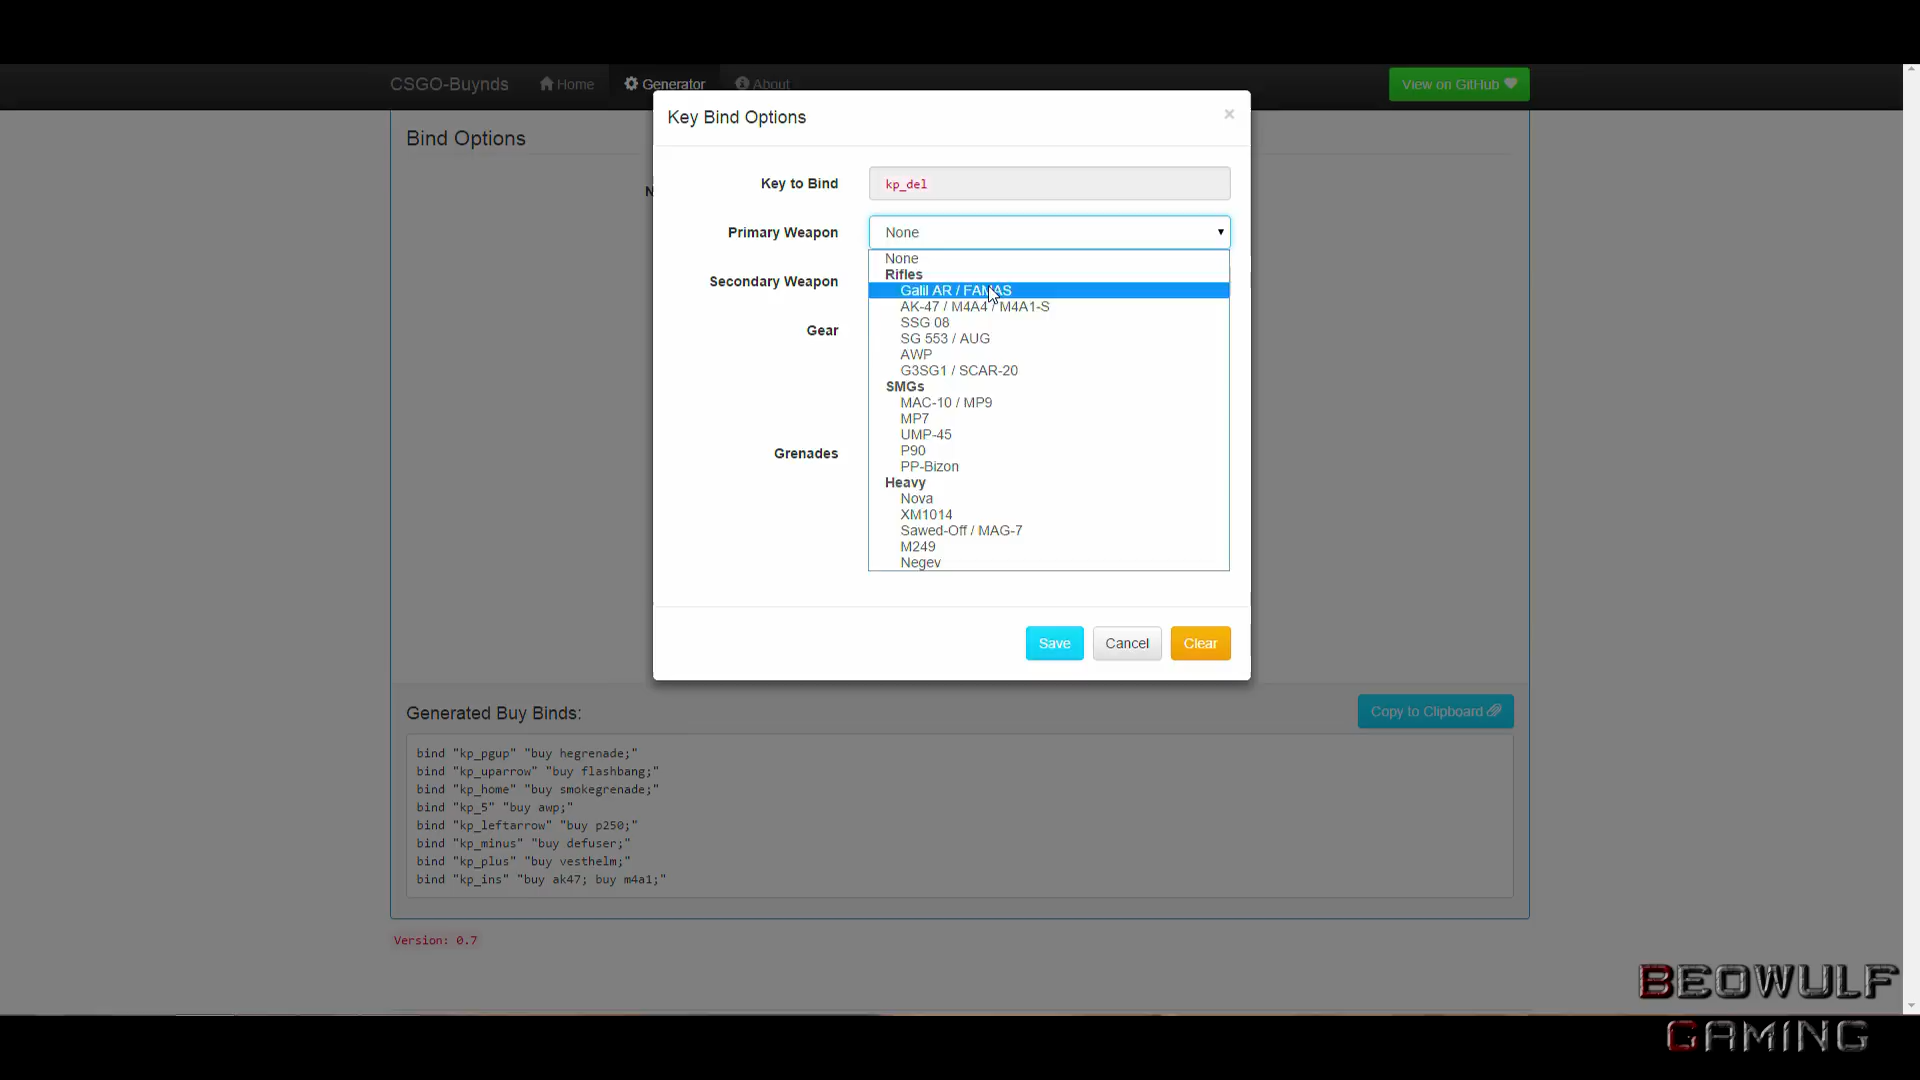 CSGO-Buynds Home Generator About View on GitHub
Key Bind Options ×
Bind Options
Key to Bind kp_del
N
Primary Weapon None
None
Rifles
Secondary Weapon
Galil AR / FAMAS
AK-47 / M4A4 / M4A1-S
SSG 08
Gear
SG 553 / AUG
AWP
G3SG1 / SCAR-20
SMGs
MAC-10 / MP9
MP7
UMP-45
Grenades
P90
PP-Bizon
Heavy
Nova
XM1014
Sawed-Off / MAG-7
M249
Negev
Save Cancel Clear
Generated Buy Binds: Copy to Clipboard
bind "kp_pgup" "buy hegrenade;"
bind "kp_uparrow" "buy flashbang;"
bind "kp_home" "buy smokegrenade;"
bind "kp_5" "buy awp;"
bind "kp_leftarrow" "buy p250;"
bind "kp_minus" "buy defuser;"
bind "kp_plus" "buy vesthelm;"
bind "kp_ins" "buy ak47; buy m4a1;"
Version: 0.7
BEOWULF
GAMING